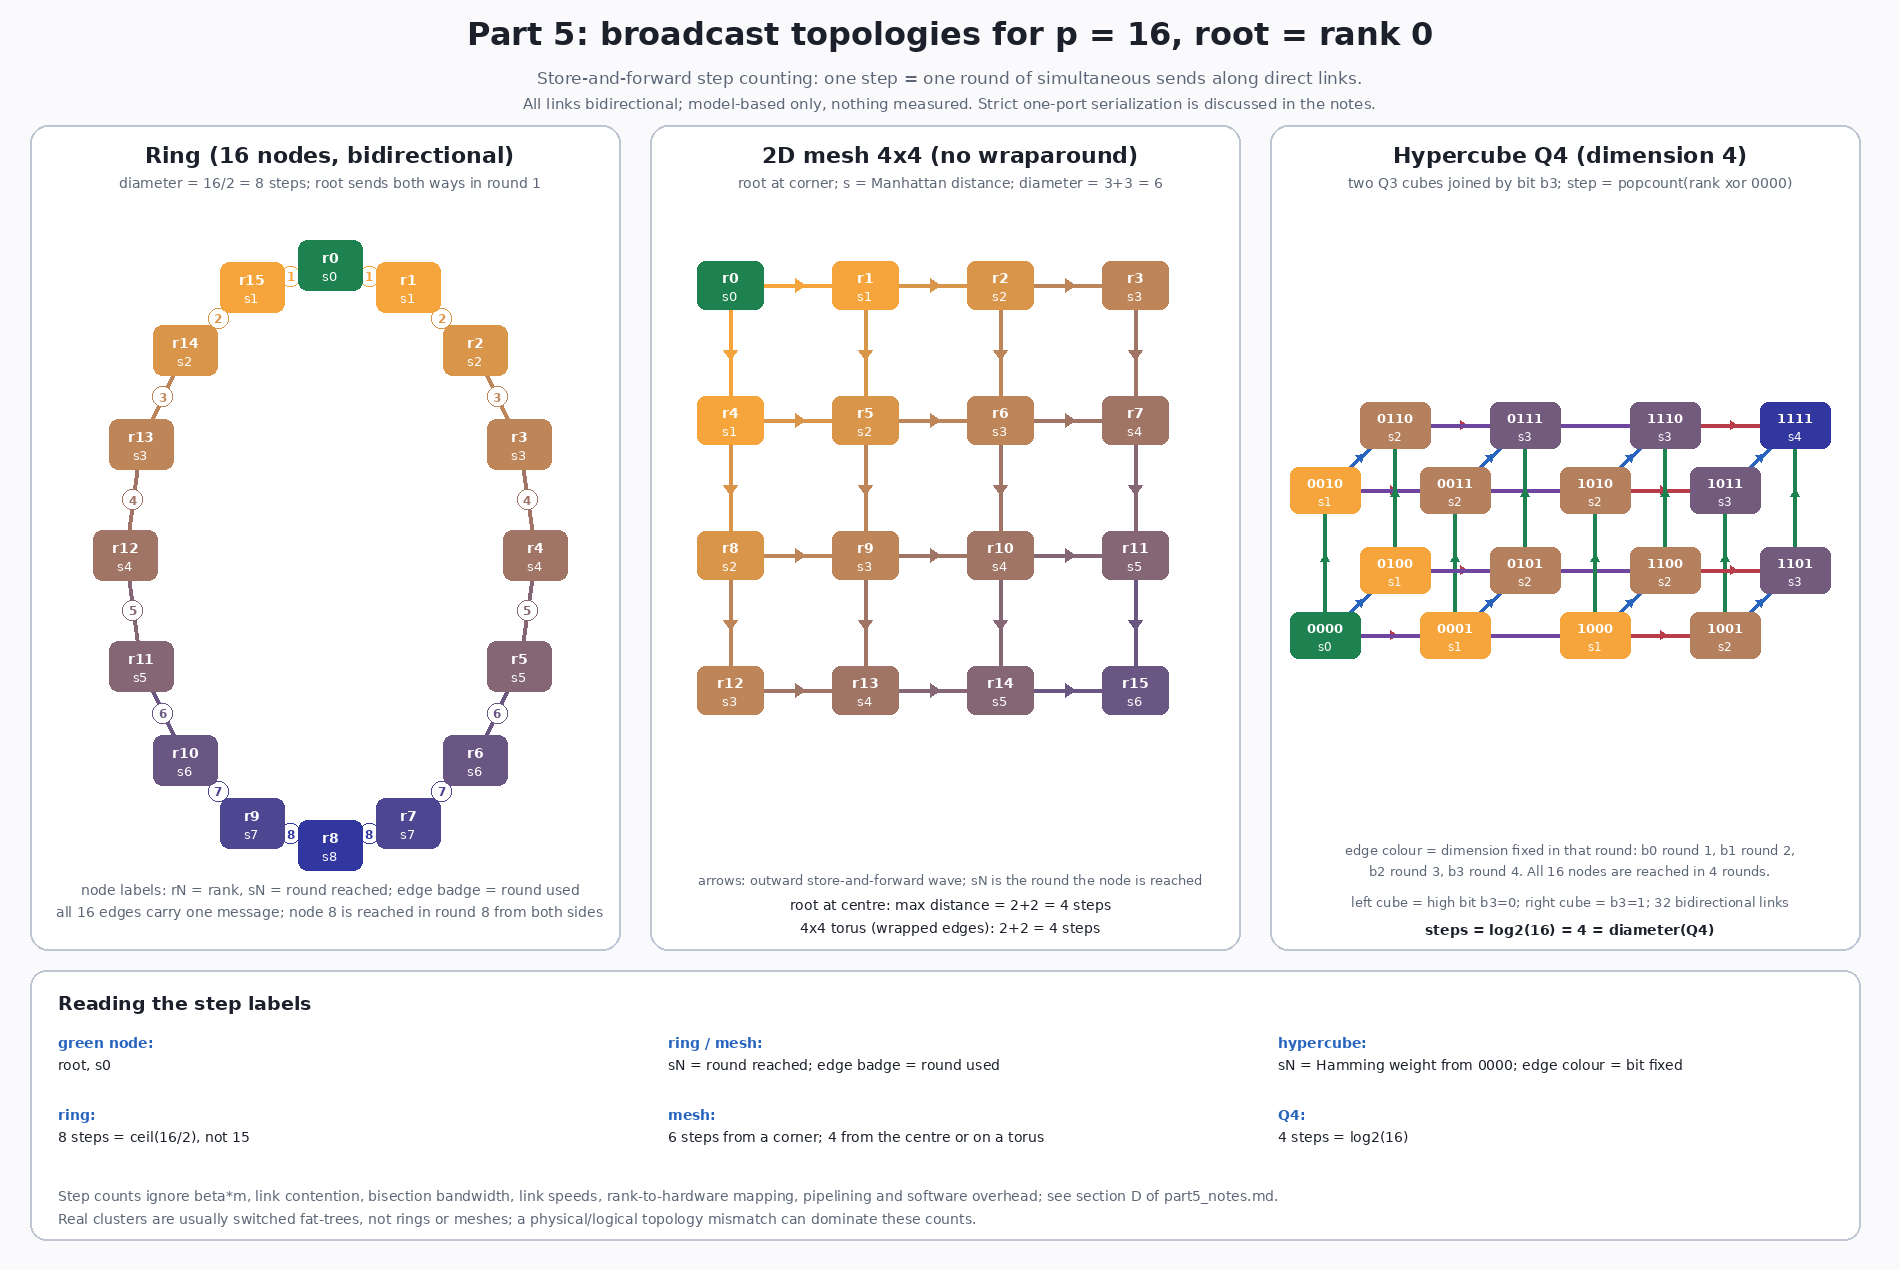 Part 5: broadcast topologies for p = 16, root = rank 0
Store-and-forward step counting: one step = one round of simultaneous sends along direct links.
All links bidirectional; model-based only, nothing measured. Strict one-port serialization is discussed in the notes.
Ring (16 nodes, bidirectional)
diameter = 16/2 = 8 steps; root sends both ways in round 1
r0
s0
1
1
r15
s1
r1
s1
2
2
r14
s2
r2
s2
3
3
r13
s3
r3
s3
4
4
r12
s4
r4
s4
5
5
r11
s5
r5
s5
6
6
r10
s6
r6
s6
7
7
r9
s7
r7
s7
8
8
r8
s8
node labels: rN = rank, sN = round reached; edge badge = round used
all 16 edges carry one message; node 8 is reached in round 8 from both sides
2D mesh 4x4 (no wraparound)
root at corner; s = Manhattan distance; diameter = 3+3 = 6
r0
s0
r1
s1
r2
s2
r3
s3
r4
s1
r5
s2
r6
s3
r7
s4
r8
s2
r9
s3
r10
s4
r11
s5
r12
s3
r13
s4
r14
s5
r15
s6
arrows: outward store-and-forward wave; sN is the round the node is reached
root at centre: max distance = 2+2 = 4 steps
4x4 torus (wrapped edges): 2+2 = 4 steps
Hypercube Q4 (dimension 4)
two Q3 cubes joined by bit b3; step = popcount(rank xor 0000)
0110
s2
0111
s3
1110
s3
1111
s4
0010
s1
0011
s2
1010
s2
1011
s3
0100
s1
0101
s2
1100
s2
1101
s3
0000
s0
0001
s1
1000
s1
1001
s2
edge colour = dimension fixed in that round: b0 round 1, b1 round 2,
b2 round 3, b3 round 4. All 16 nodes are reached in 4 rounds.
left cube = high bit b3=0; right cube = b3=1; 32 bidirectional links
steps = log2(16) = 4 = diameter(Q4)
Reading the step labels
green node:
root, s0
ring / mesh:
sN = round reached; edge badge = round used
hypercube:
sN = Hamming weight from 0000; edge colour = bit fixed
ring:
8 steps = ceil(16/2), not 15
mesh:
6 steps from a corner; 4 from the centre or on a torus
Q4:
4 steps = log2(16)
Step counts ignore beta*m, link contention, bisection bandwidth, link speeds, rank-to-hardware mapping, pipelining and software overhead; see section D of part5_notes.md.
Real clusters are usually switched fat-trees, not rings or meshes; a physical/logical topology mismatch can dominate these counts.